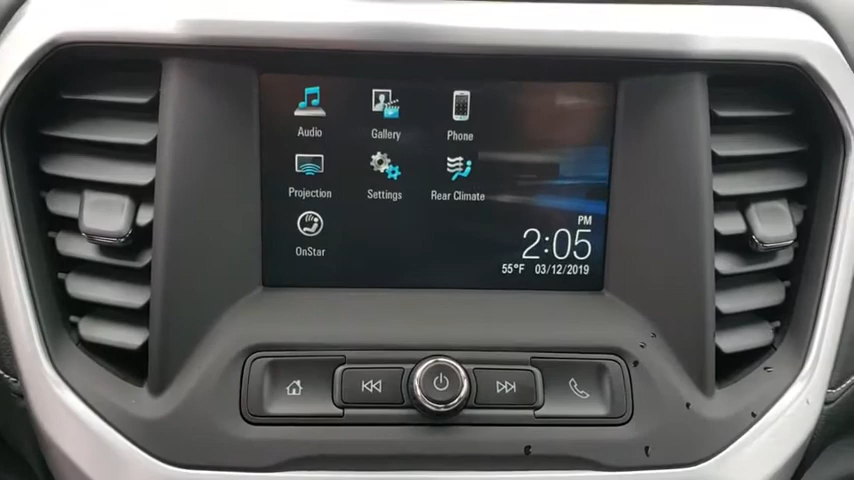 Audio
Gallery
Phone
Projection
Settings
Rear Climate
OnStar
PM
2:05
55°F 03/12/2019